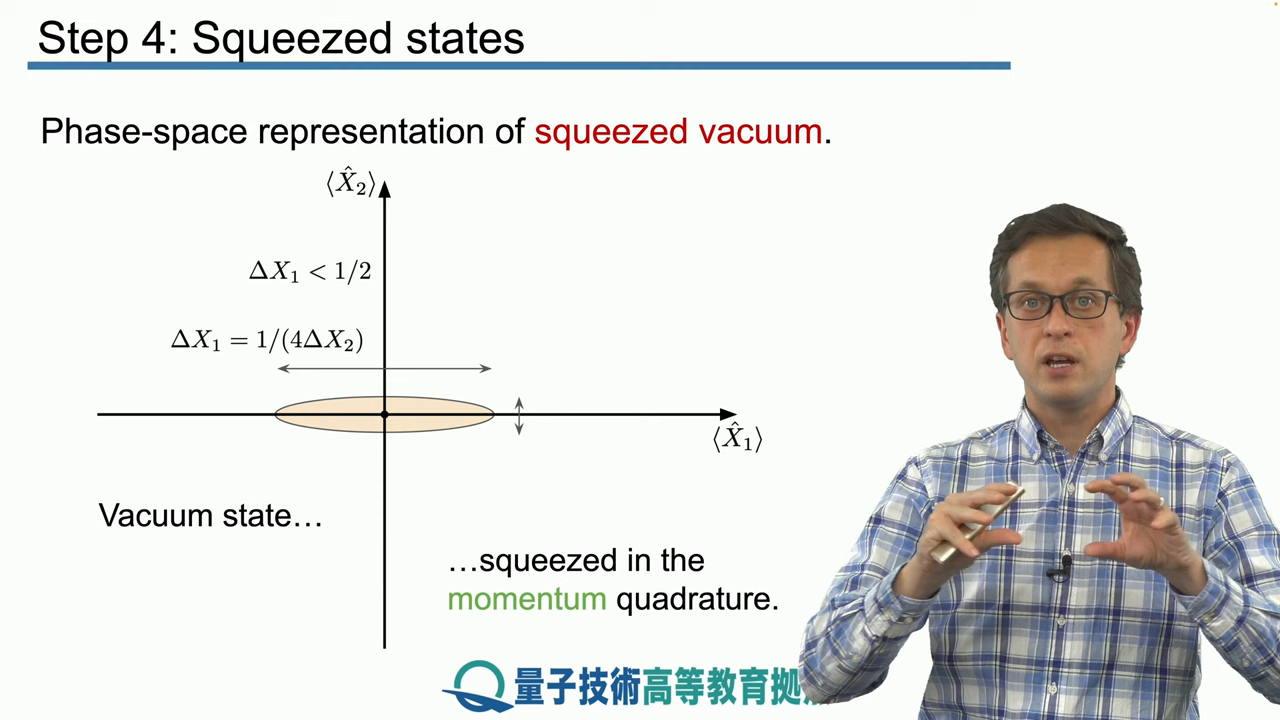 Step 4: Squeezed states
Phase-space representation of squeezed vacuum.
⟨X̂₂⟩
ΔX₁ < 1/2
ΔX₁ = 1/(4ΔX₂)
⟨X̂₁⟩
Vacuum state…
…squeezed in the
momentum quadrature.
量子技術高等教育拠